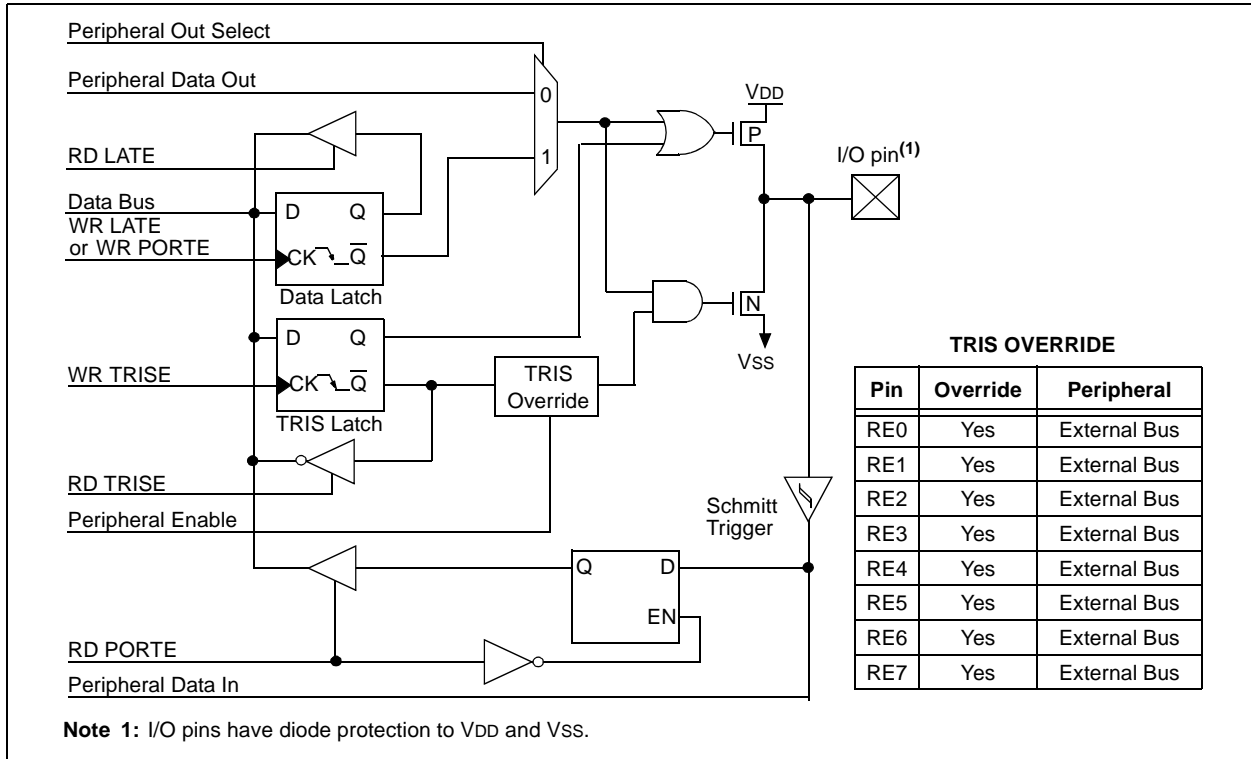 Peripheral Out Select
Peripheral Data Out
0
1
RD LATE
Data Bus
WR LATE
or WR PORTE
D Q
CK Q̅
Data Latch
VDD
P
I/O pin(1)
N
VSS
D Q
CK Q̅
TRIS Latch
WR TRISE
TRIS
Override
RD TRISE
Peripheral Enable
Schmitt
Trigger
Q D
EN
RD PORTE
Peripheral Data In
TRIS OVERRIDE
Pin Override Peripheral
RE0 Yes External Bus
RE1 Yes External Bus
RE2 Yes External Bus
RE3 Yes External Bus
RE4 Yes External Bus
RE5 Yes External Bus
RE6 Yes External Bus
RE7 Yes External Bus
Note 1: I/O pins have diode protection to VDD and VSS.